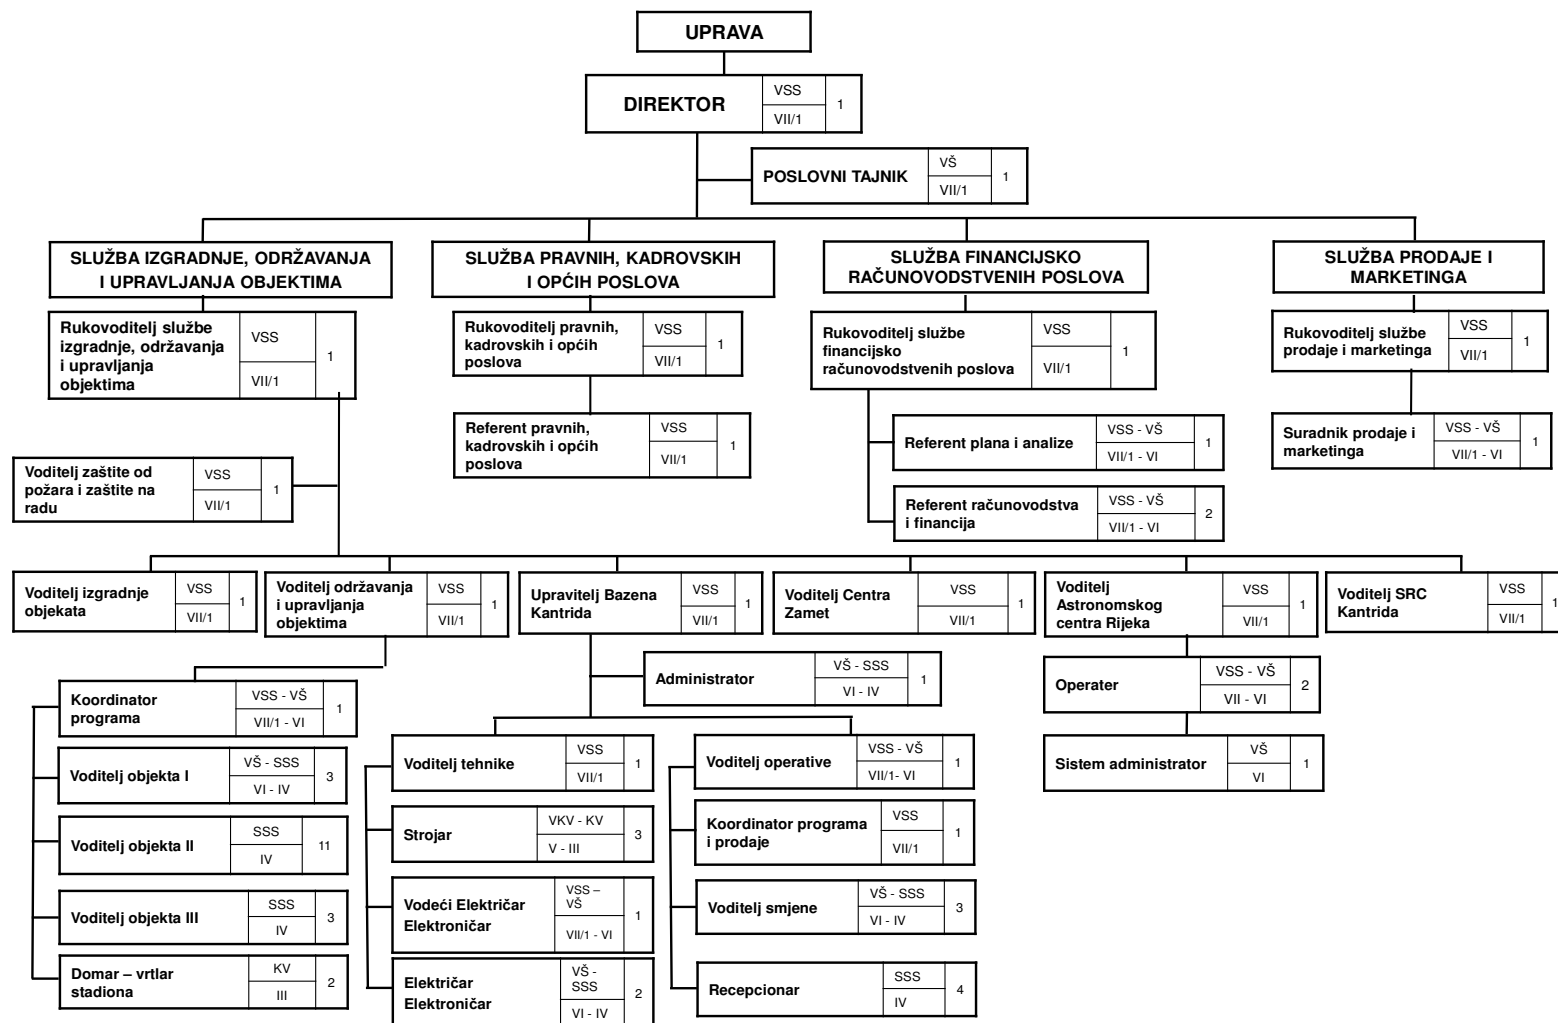 UPRAVA
DIREKTOR
VSS
VII/1
1
POSLOVNI TAJNIK
VŠ
VII/1
1
SLUŽBA IZGRADNJE, ODRŽAVANJA
I UPRAVLJANJA OBJEKTIMA
SLUŽBA PRAVNIH, KADROVSKIH
I OPĆIH POSLOVA
SLUŽBA FINANCIJSKO
RAČUNOVODSTVENIH POSLOVA
SLUŽBA PRODAJE I
MARKETINGA
Rukovoditelj službe
izgradnje, održavanja
i upravljanja
objektima
VSS
VII/1
1
Rukovoditelj pravnih,
kadrovskih i općih
poslova
VSS
VII/1
1
Rukovoditelj službe
financijsko
računovodstvenih poslova
VSS
VII/1
1
Rukovoditelj službe
prodaje i marketinga
VSS
VII/1
1
Referent pravnih,
kadrovskih i općih
poslova
VSS
VII/1
1
Referent plana i analize
VSS - VŠ
VII/1 - VI
1
Suradnik prodaje i
marketinga
VSS - VŠ
VII/1 - VI
1
Voditelj zaštite od
požara i zaštite na
radu
VSS
VII/1
1
Referent računovodstva
i financija
VSS - VŠ
VII/1 - VI
2
Voditelj izgradnje
objekata
VSS
VII/1
1
Voditelj održavanja
i upravljanja
objektima
VSS
VII/1
1
Upravitelj Bazena
Kantrida
VSS
VII/1
1
Voditelj Centra
Zamet
VSS
VII/1
1
Voditelj
Astronomskog
centra Rijeka
VSS
VII/1
1
Voditelj SRC
Kantrida
VSS
VII/1
1
Koordinator
programa
VSS - VŠ
VII/1 - VI
1
Administrator
VŠ - SSS
VI - IV
1
Operater
VSS - VŠ
VII - VI
2
Voditelj objekta I
VŠ - SSS
VI - IV
3
Voditelj tehnike
VSS
VII/1
1
Voditelj operative
VSS - VŠ
VII/1- VI
1
Sistem administrator
VŠ
VI
1
Voditelj objekta II
SSS
IV
11
Strojar
VKV - KV
V - III
3
Koordinator programa
i prodaje
VSS
VII/1
1
Voditelj objekta III
SSS
IV
3
Vodeći Električar
Elektroničar
VSS –
VŠ
VII/1 - VI
1
Voditelj smjene
VŠ - SSS
VI - IV
3
Domar – vrtlar
stadiona
KV
III
2
Električar
Elektroničar
VŠ -
SSS
VI - IV
2
Recepcionar
SSS
IV
4